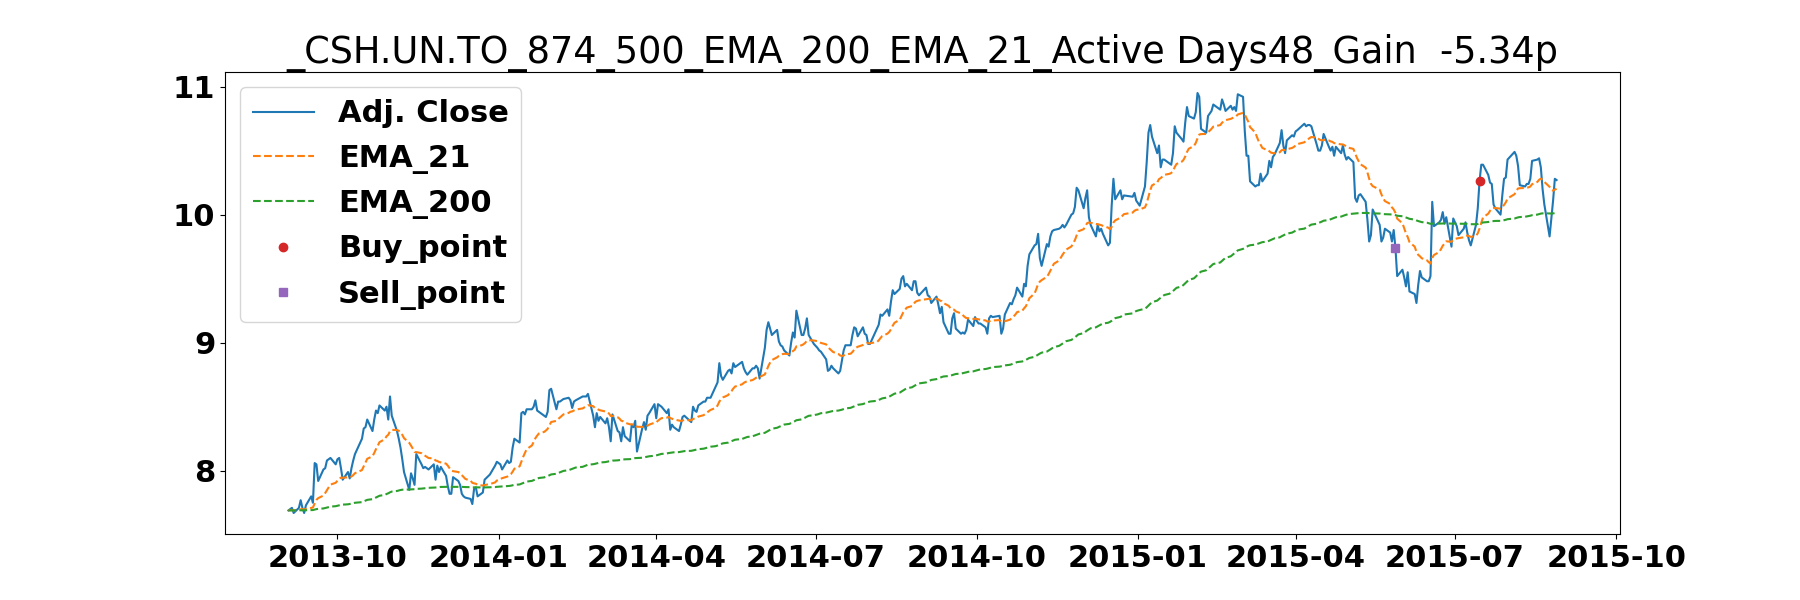 _CSH.UN.TO_874_500_EMA_200_EMA_21_Active Days48_Gain  -5.34p
11
10
9
8
Adj. Close
EMA_21
EMA_200
Buy_point
Sell_point
2013-10 2014-01 2014-04 2014-07 2014-10 2015-01 2015-04 2015-07 2015-10